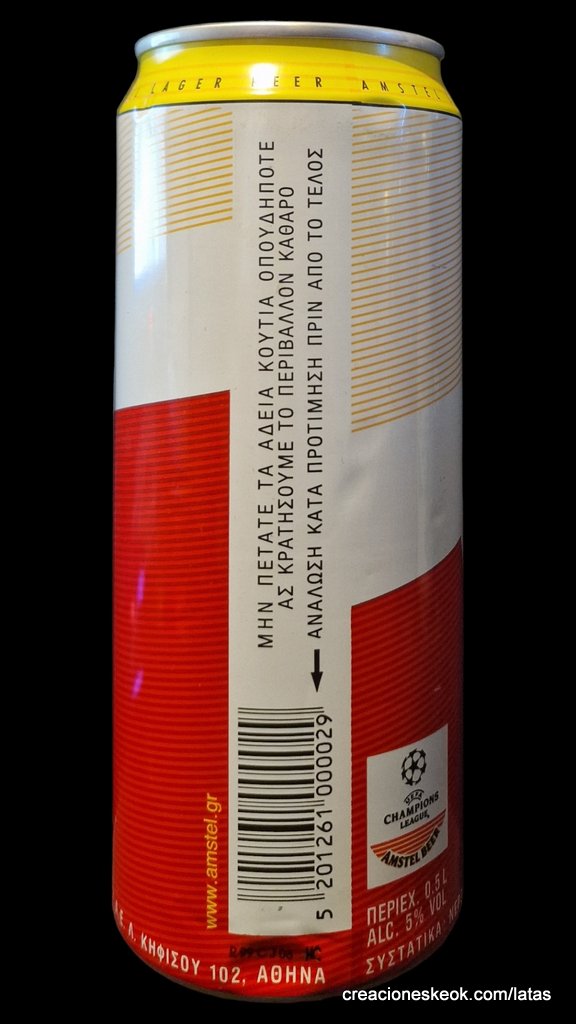 LAGER BEER AMSTEL
ΜΗΝ ΠΕΤΑΤΕ ΤΑ ΑΔΕΙΑ ΚΟΥΤΙΑ ΟΠΟΥΔΗΠΟΤΕ
ΑΣ ΚΡΑΤΗΣΟΥΜΕ ΤΟ ΠΕΡΙΒΑΛΛΟΝ ΚΑΘΑΡΟ
ΑΝΑΛΩΣΗ ΚΑΤΑ ΠΡΟΤΙΜΗΣΗ ΠΡΙΝ ΑΠΟ ΤΟ ΤΕΛΟΣ
www.amstel.gr
5 201261 000029
UEFA
CHAMPIONS
LEAGUE
AMSTEL BEER
ΠΕΡΙΕΧ. 0,5 L
ALC. 5% VOL
ΣΥΣΤΑΤΙΚΑ:
Λ. ΚΗΦΙΣΟΥ 102, ΑΘΗΝΑ
creacioneskeok.com/latas